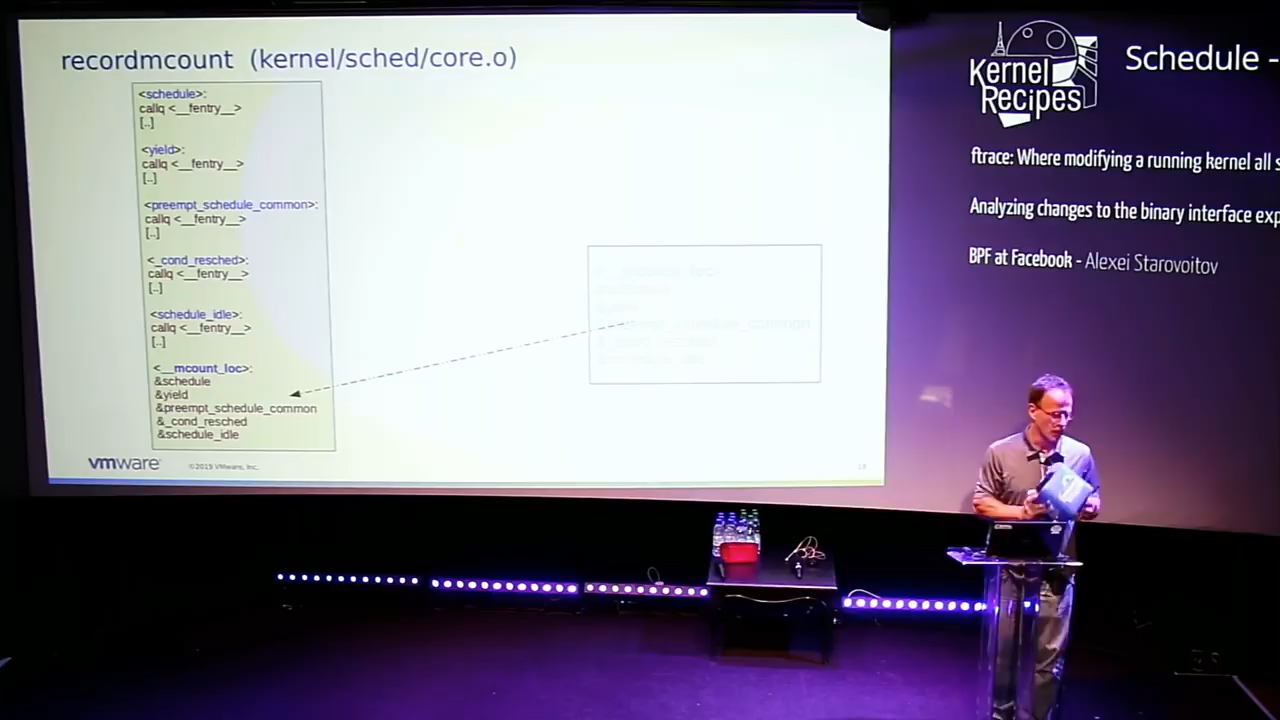 recordmcount (kernel/sched/core.o)
<schedule>:
callq <__fentry__>
[..]
<yield>:
callq <__fentry__>
[..]
<preempt_schedule_common>:
callq <__fentry__>
[..]
<_cond_resched>:
callq <__fentry__>
[..]
<schedule_idle>:
callq <__fentry__>
[..]
<__mcount_loc>:
&schedule
&yield
&preempt_schedule_common
&_cond_resched
&schedule_idle
vmware
©2019 VMware, Inc.
18
Kernel
Recipes
Schedule -
ftrace: Where modifying a running kernel all s
Analyzing changes to the binary interface exp
BPF at Facebook - Alexei Starovoitov